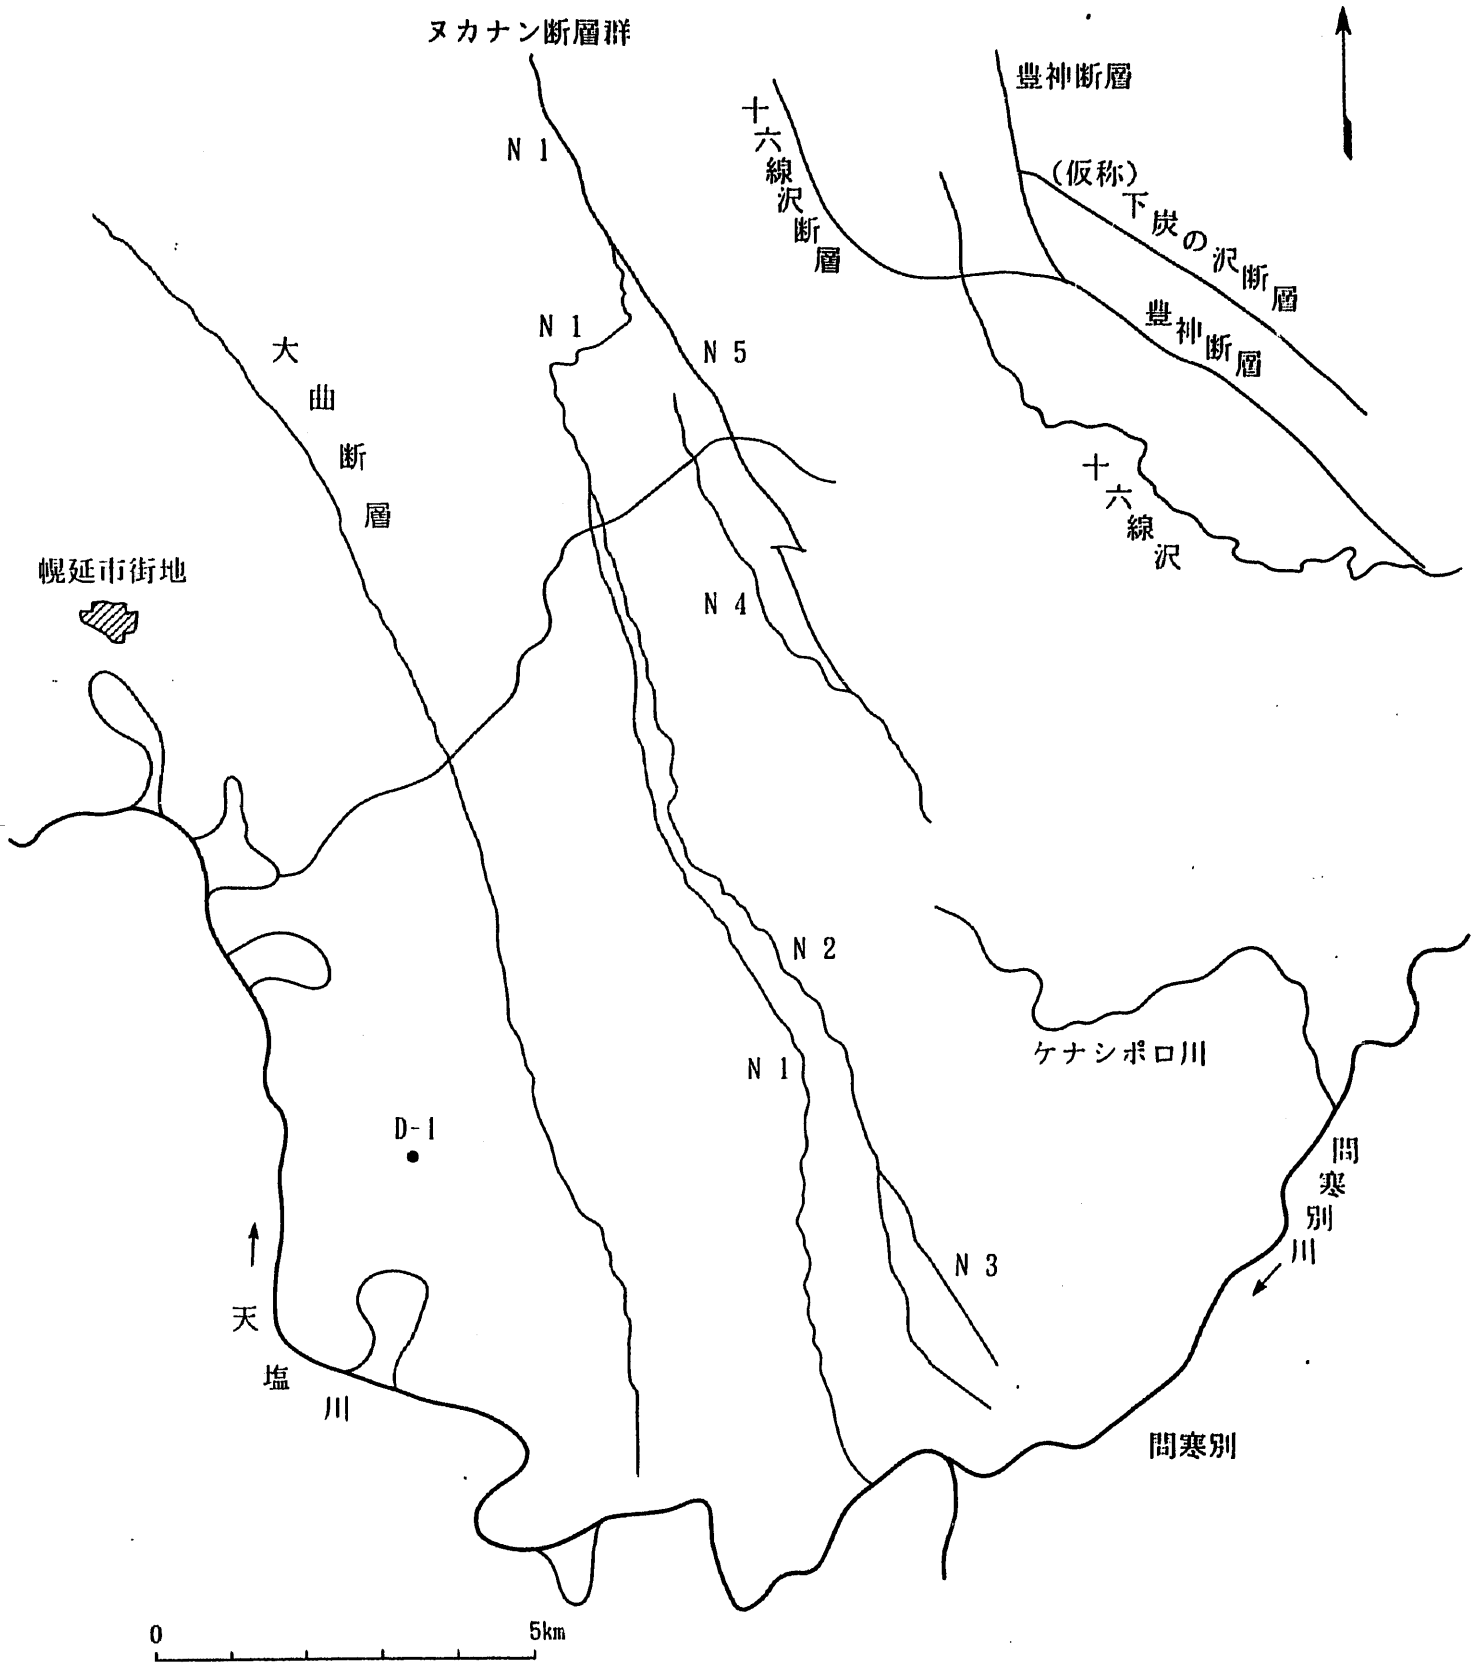 ヌカナン断層群
豊神断層
十六線沢断層
N 1
(仮称)下炭の沢断層
N 1
豊神断層
大曲断層
N 5
十六線沢
幌延市街地
N 4
N 2
ケナシポロ川
N 1
D-1
問寒別川
N 3
天塩川
問寒別
0
5km